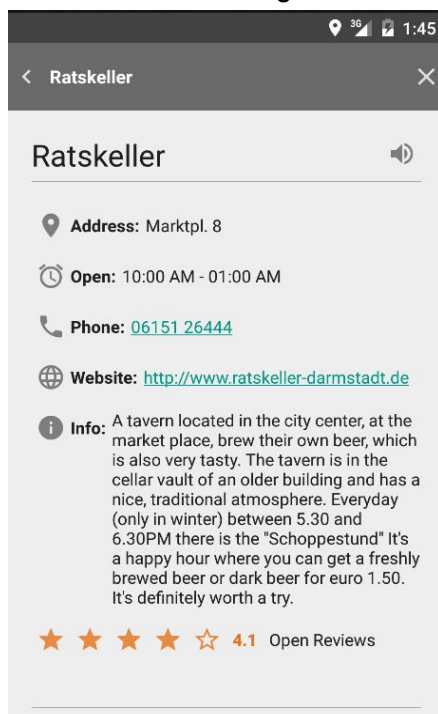 3G 1:45
Ratskeller
Ratskeller
Address: Marktpl. 8
Open: 10:00 AM - 01:00 AM
Phone: 06151 26444
Website: http://www.ratskeller-darmstadt.de
Info: A tavern located in the city center, at the
market place, brew their own beer, which
is also very tasty. The tavern is in the
cellar vault of an older building and has a
nice, traditional atmosphere. Everyday
(only in winter) between 5.30 and
6.30PM there is the "Schoppestund" It's
a happy hour where you can get a freshly
brewed beer or dark beer for euro 1.50.
It's definitely worth a try.
4.1 Open Reviews